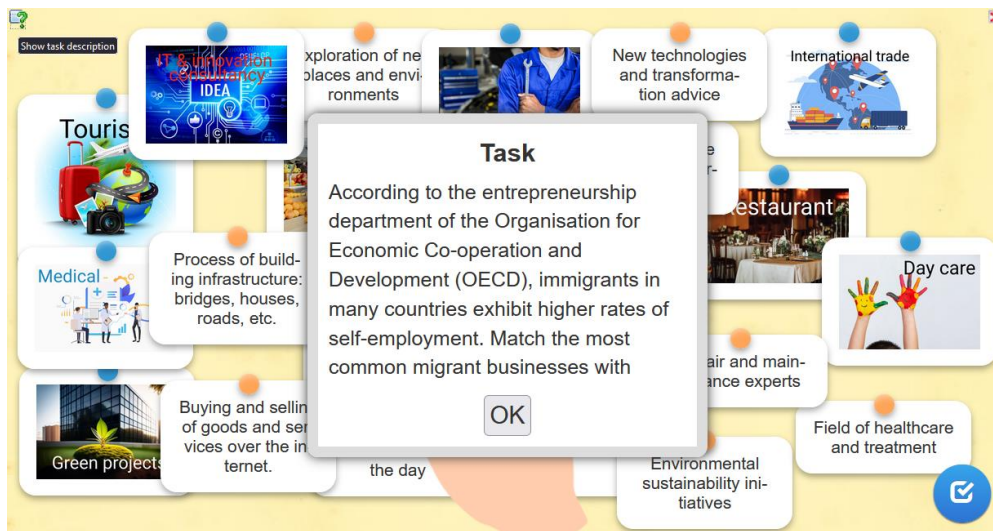 Show task description
IT & innovation
consultancy
IDEA
xploration of ne
places and envi-
ronments
New technologies
and transforma-
tion advice
International trade
Touris
Task
According to the entrepreneurship
department of the Organisation for
Economic Co-operation and
Development (OECD), immigrants in
many countries exhibit higher rates of
self-employment. Match the most
common migrant businesses with
OK
estaurant
Medical
Process of build-
ing infrastructure:
bridges, houses,
roads, etc.
Day care
air and main-
ance experts
Green projects
Buying and sellin
of goods and ser
vices over the in
ternet.
the day
Environmental
sustainability ini-
tiatives
Field of healthcare
and treatment